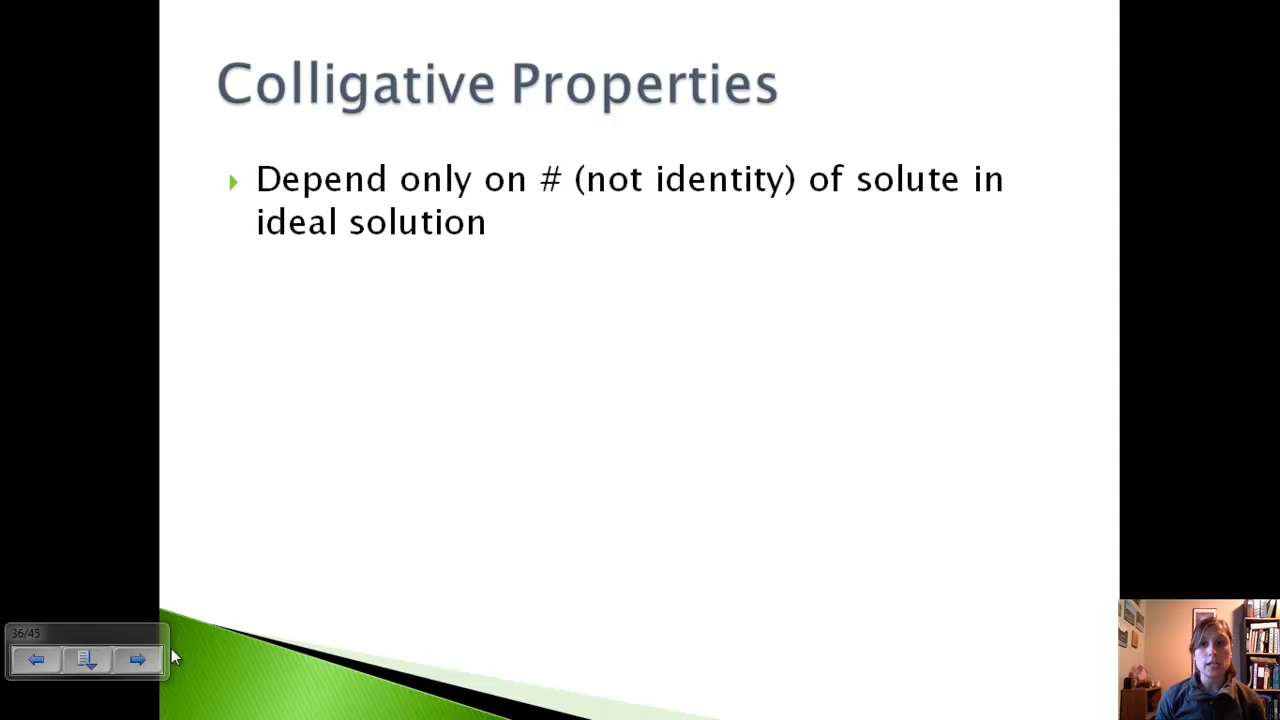 Colligative Properties
Depend only on # (not identity) of solute in
ideal solution
36/45